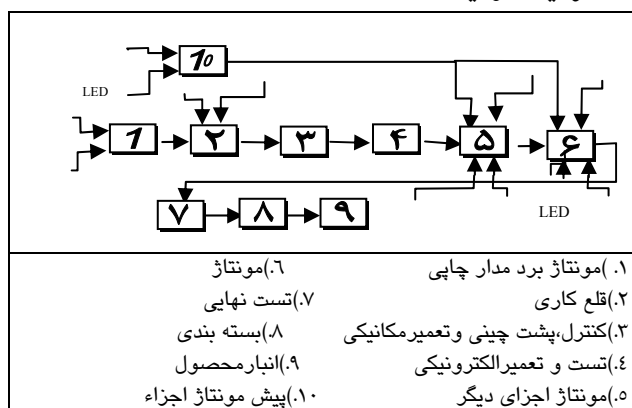 ۱۰
LED
۱ ۲ ۳ ۴ ۵ ۶
LED
۷ ۸ ۹
۱. )مونتاژ برد مدار چاپی
۲.)قلع کاری
۳.)کنترل،پشت چینی وتعمیرمکانیکی
٤.)تست و تعمیرالکترونیکی
٥.)مونتاژ اجزای دیگر
٦.)مونتاژ
۷.)تست نهایی
۸.)بسته بندی
۹.)انبارمحصول
۱۰.)پیش مونتاژ اجزاء